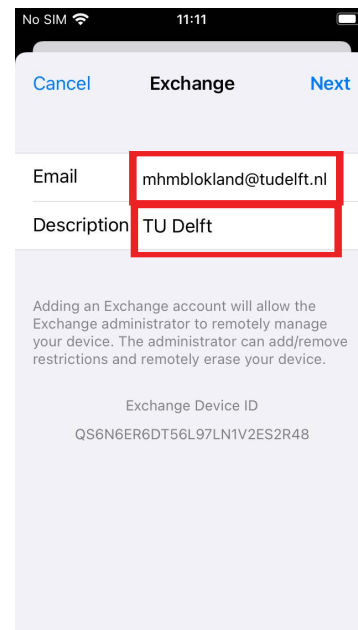 No SIM 11:11
Cancel Exchange Next
Email mhmblokland@tudelft.nl
Description TU Delft
Adding an Exchange account will allow the
Exchange administrator to remotely manage
your device. The administrator can add/remove
restrictions and remotely erase your device.
Exchange Device ID
QS6N6ER6DT56L97LN1V2ES2R48